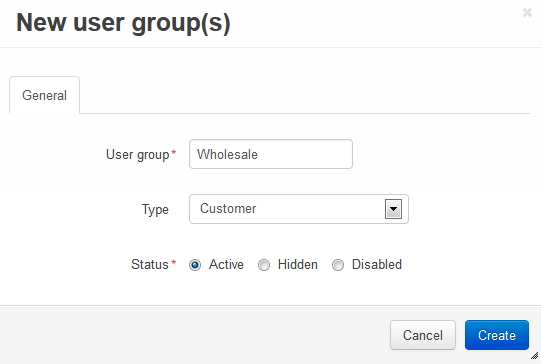 New user group(s)
General
User group* Wholesale
Type Customer
Status* Active Hidden Disabled
Cancel Create